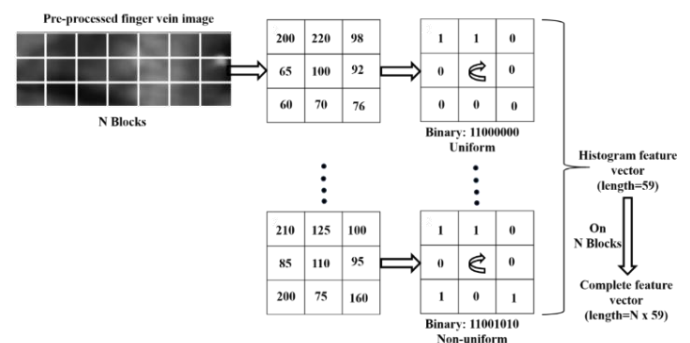 Pre-processed finger vein image
N Blocks
200 220 98
65 100 92
60 70 76
1 1 0
0 0
0 0 0
Binary: 11000000
Uniform
210 125 100
85 110 95
200 75 160
1 1 0
0 0
1 0 1
Binary: 11001010
Non-uniform
Histogram feature
vector
(length=59)
On
N Blocks
Complete feature
vector
(length=N x 59)